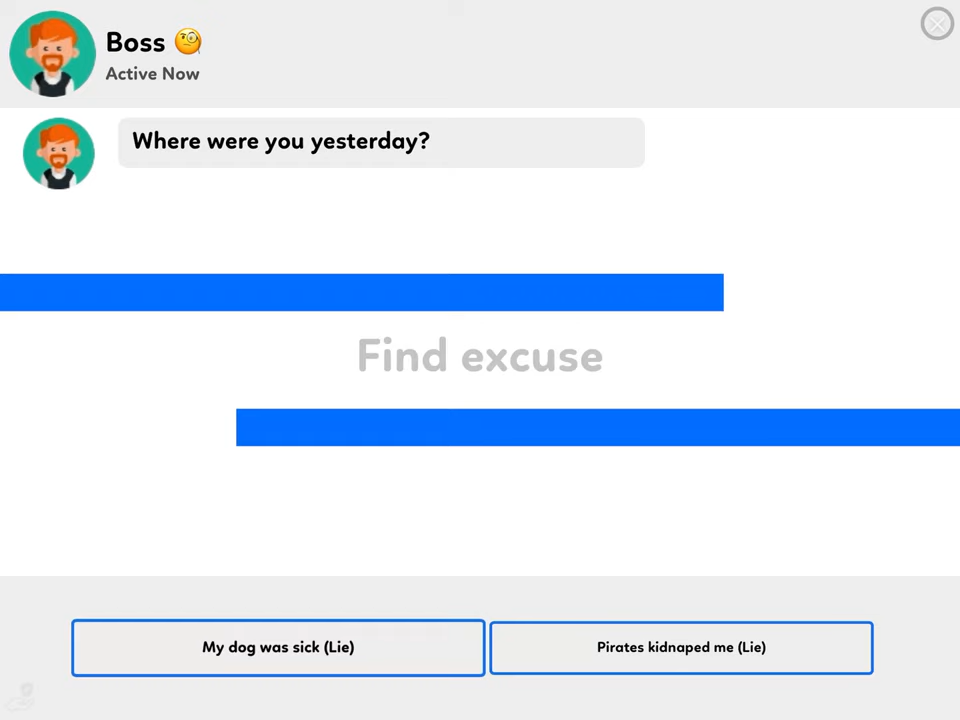 Boss
Active Now
Where were you yesterday?
Find excuse
My dog was sick (Lie)
Pirates kidnaped me (Lie)